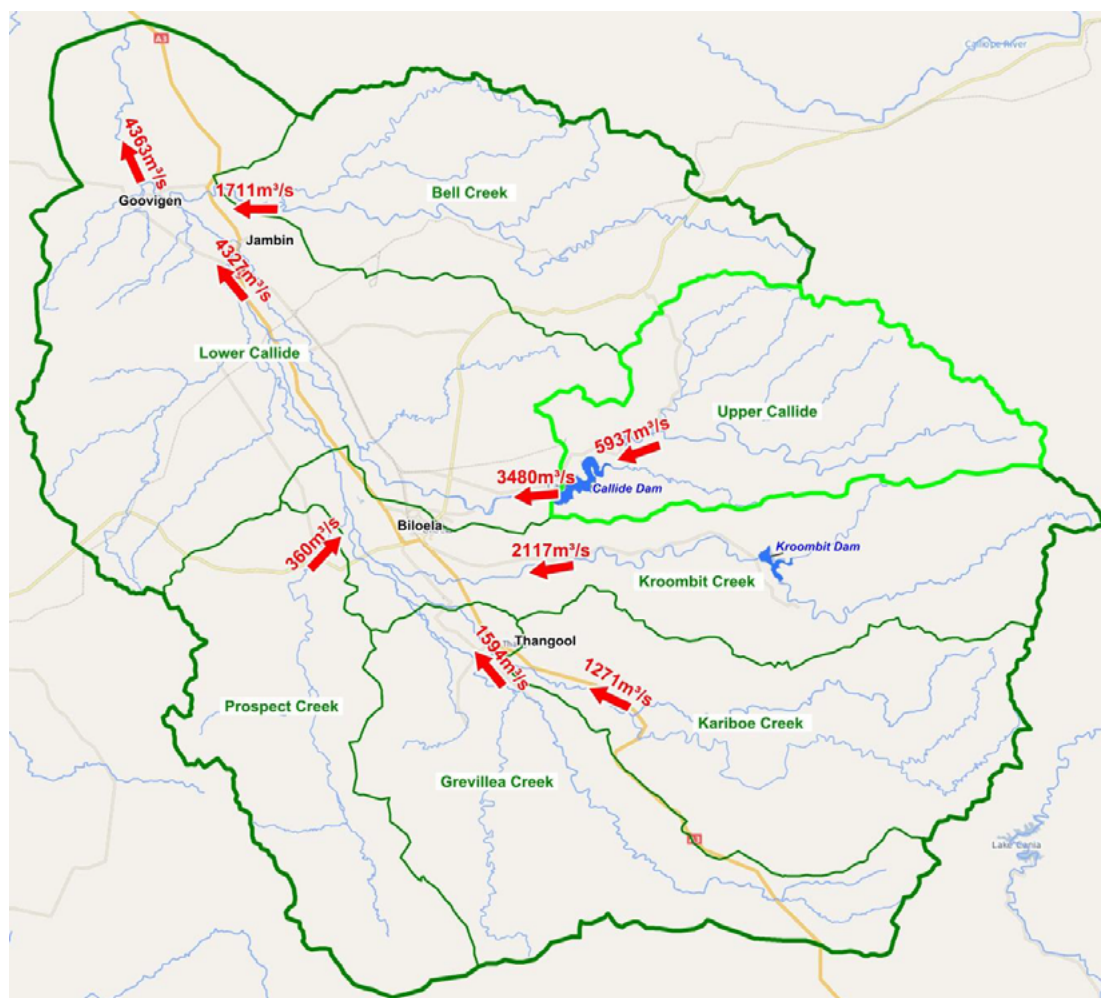 A3
Calliope River
4363m³/s
Goovigen
1711m³/s
Bell Creek
Jambin
4327m³/s
Lower Callide
Upper Callide
5937m³/s
3480m³/s
Callide Dam
Biloela
360m³/s
2117m³/s
Kroombit Dam
Kroombit Creek
Thangool
1594m³/s
1271m³/s
Prospect Creek
Kariboe Creek
Grevillea Creek
A3
Lake Cania